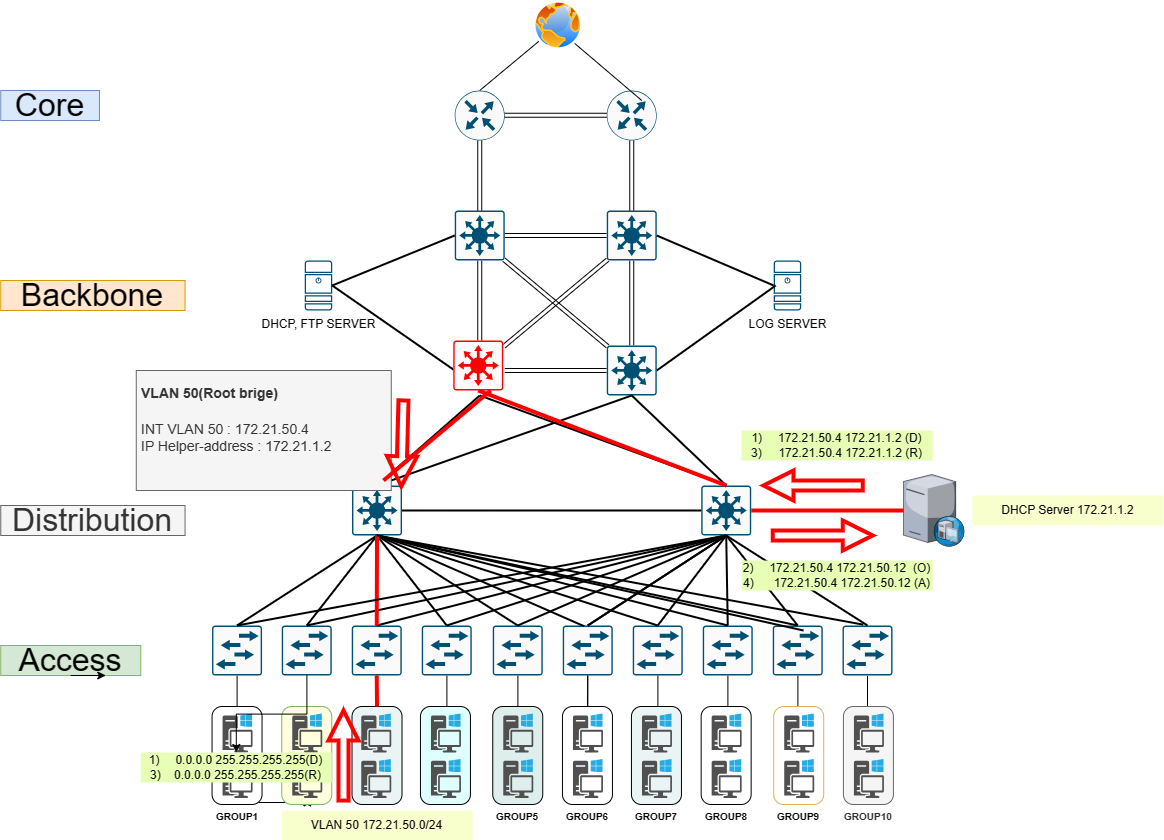 Core
Backbone
DHCP, FTP SERVER
LOG SERVER
VLAN 50(Root brige)
INT VLAN 50 : 172.21.50.4
IP Helper-address : 172.21.1.2
1) 172.21.50.4 172.21.1.2 (D)
3) 172.21.50.4 172.21.1.2 (R)
Distribution
DHCP Server 172.21.1.2
2) 172.21.50.4 172.21.50.12 (O)
4) 172.21.50.4 172.21.50.12 (A)
Access
1) 0.0.0.0 255.255.255.255(D)
3) 0.0.0.0 255.255.255.255(R)
GROUP1
GROUP5
GROUP6
GROUP7
GROUP8
GROUP9
GROUP10
VLAN 50 172.21.50.0/24